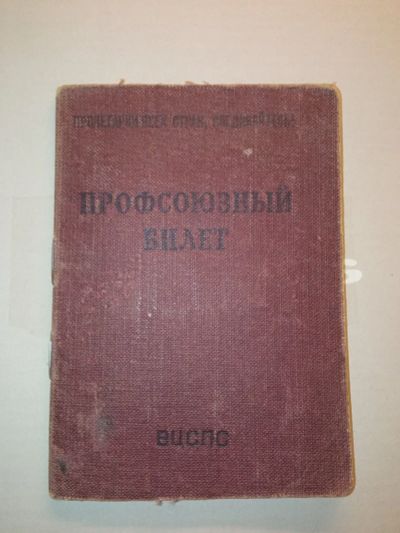 ПРОЛЕТАРИИ ВСЕХ СТРАН, СОЕДИНЯЙТЕСЬ!
ПРОФСОЮЗНЫЙ
БИЛЕТ
ВЦСПС